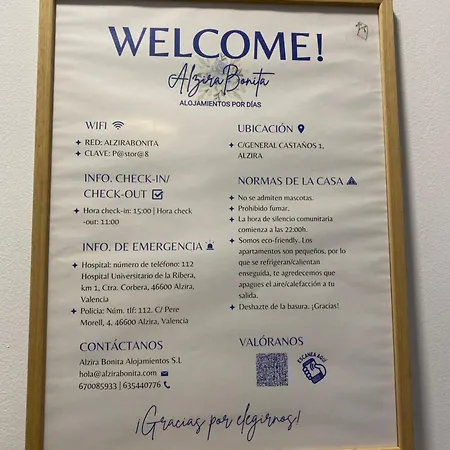 WELCOME!
Alzira Bonita
ALOJAMIENTOS POR DÍAS
WIFI
RED: ALZIRABONITA
CLAVE: P@stor@8
INFO. CHECK-IN/
CHECK-OUT
Hora check-in: 15:00 | Hora check
-out: 11:00
INFO. DE EMERGENCIA
Hospital: número de teléfono: 112
Hospital Universitario de la Ribera,
km 1, Ctra. Corbera, 46600 Alzira,
Valencia
Policía: Núm. tlf: 112. C/ Pere
Morell, 4, 46600 Alzira, Valencia
CONTÁCTANOS
Alzira Bonita Alojamientos S.L
hola@alzirabonita.com
670085933 | 635440776
UBICACIÓN
C/GENERAL CASTAÑOS 1,
ALZIRA
NORMAS DE LA CASA
No se admiten mascotas.
Prohibido fumar.
La hora de silencio comunitaria
comienza a las 22:00h.
Somos eco-friendly. Los
apartamentos son pequeños, por lo
que se refrigeran/calientan
enseguida, te agradecemos que
apagues el aire/calefacción a tu
salida.
Deshazte de la basura. ¡Gracias!
VALÓRANOS
ESCANEA AQUÍ
¡Gracias por elegirnos!